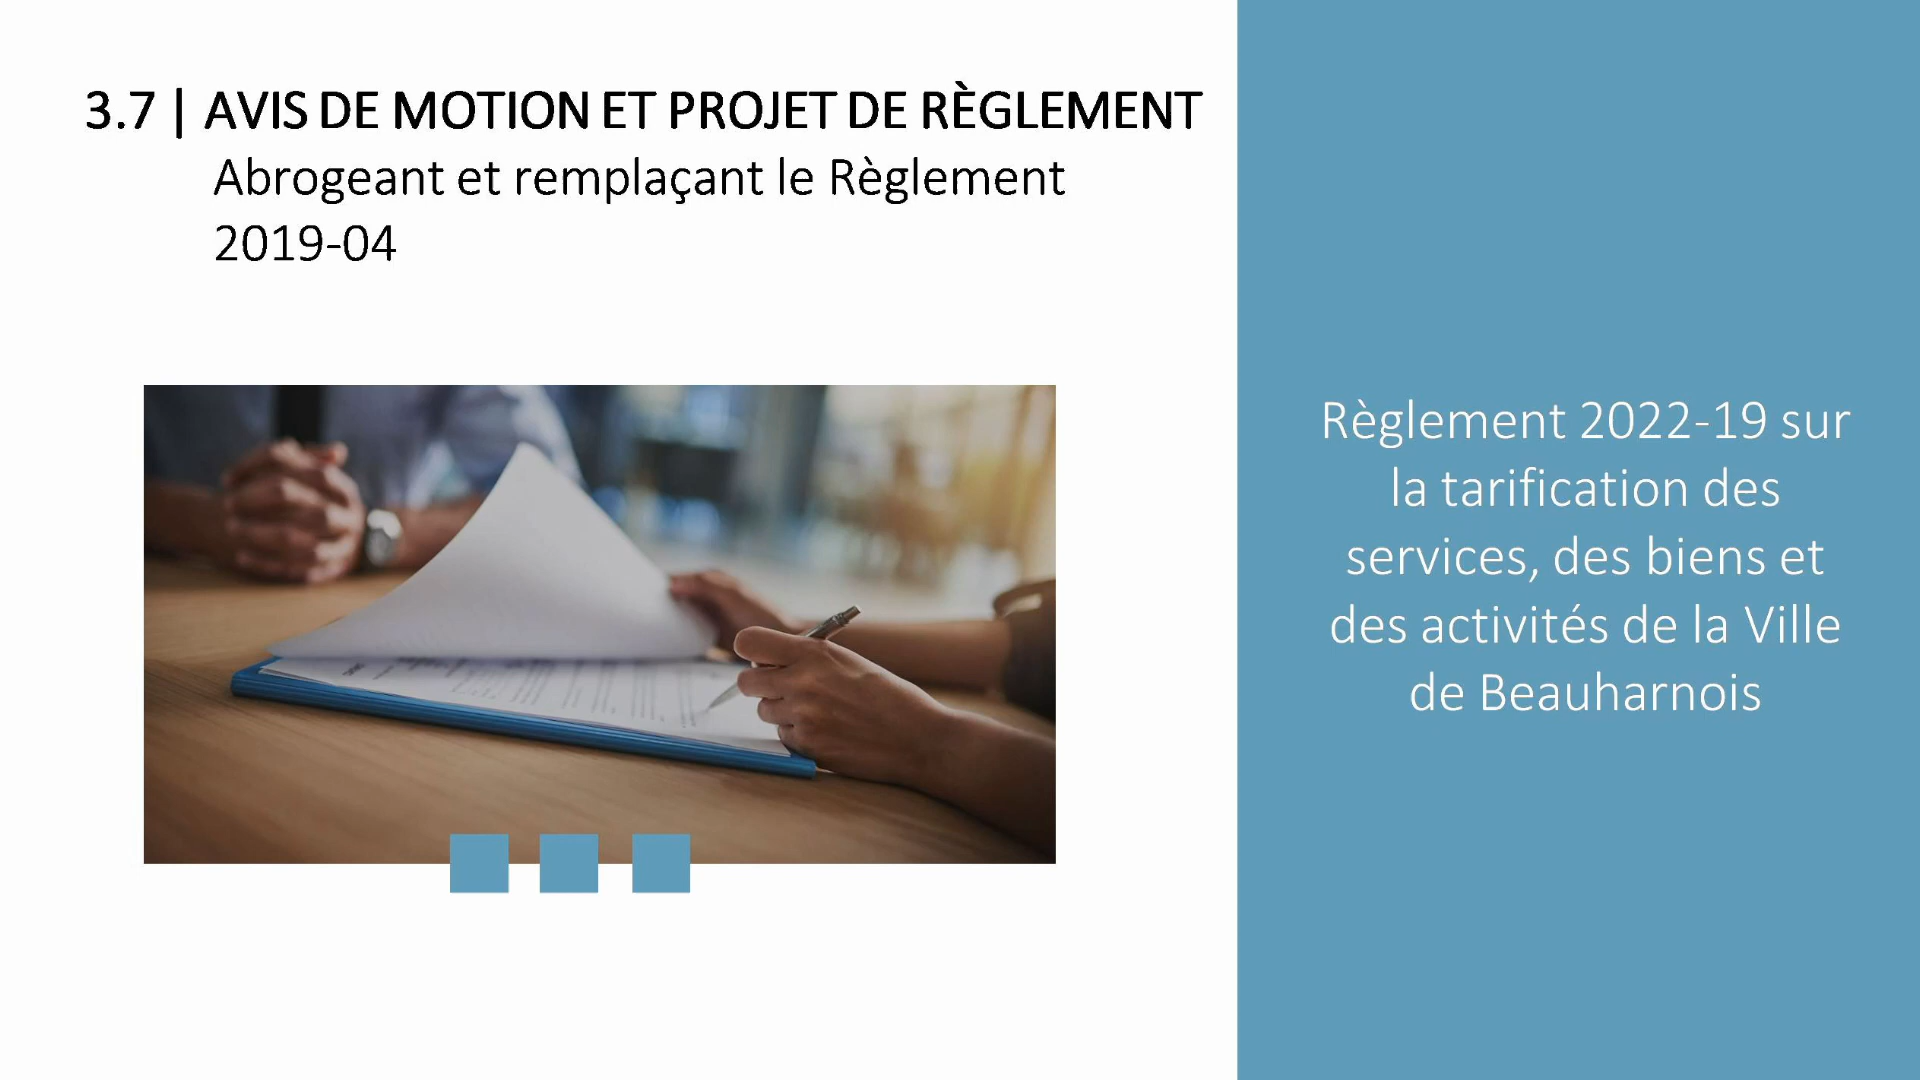 3.7 | AVIS DE MOTION ET PROJET DE RÈGLEMENT
Abrogeant et remplaçant le Règlement
2019-04
Règlement 2022-19 sur
la tarification des
services, des biens et
des activités de la Ville
de Beauharnois